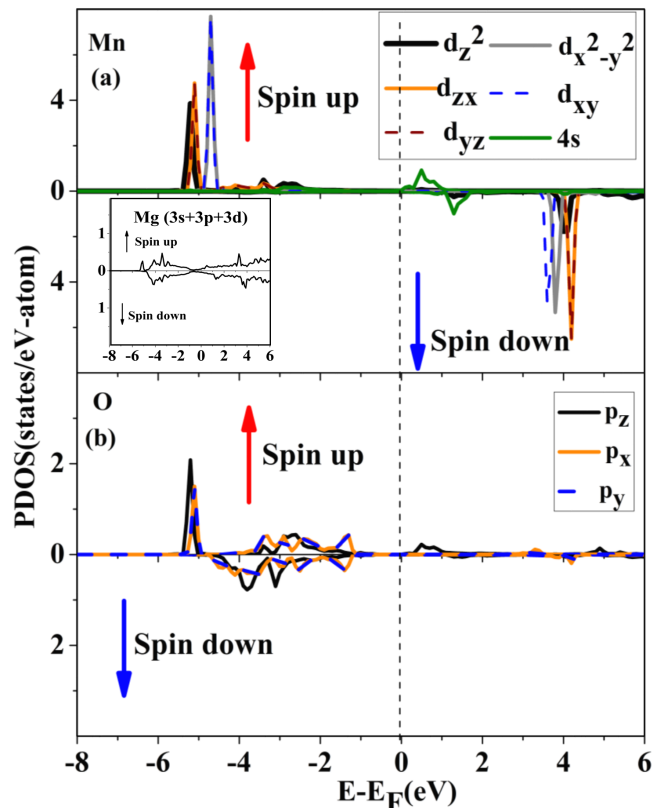 Mn
(a)
Spin up
d_z^2
d_x^2-y^2
d_zx
d_xy
d_yz
4s
4
0
4
Mg (3s+3p+3d)
1
Spin up
0
1
Spin down
-8 -6 -4 -2 0 2 4 6
Spin down
PDOS(states/eV-atom)
O
(b)
Spin up
p_z
p_x
p_y
2
0
2
Spin down
-8 -6 -4 -2 0 2 4 6
E-E_F(eV)